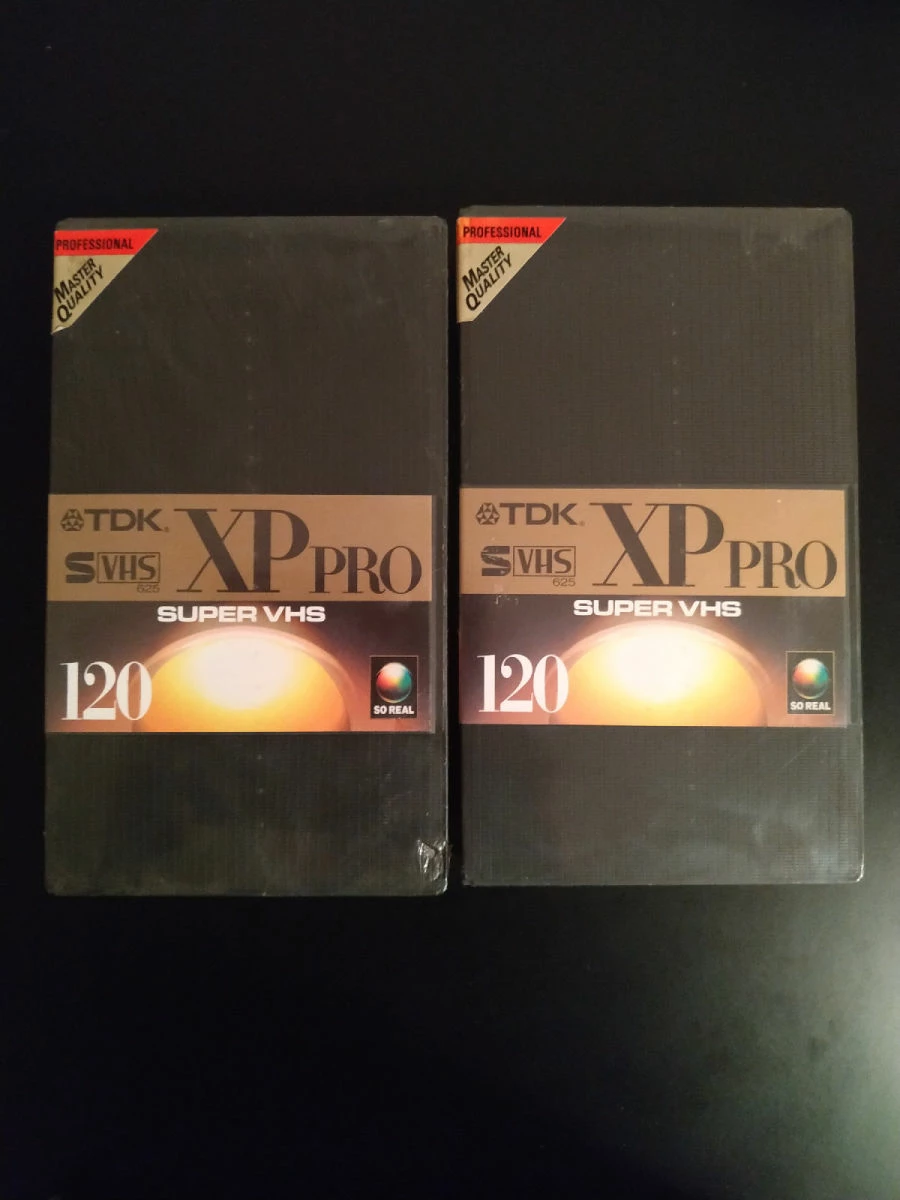 PROFESSIONAL
MASTER
QUALITY
TDK®
XP PRO
S VHS
625
SUPER VHS
120
SO REAL
PROFESSIONAL
MASTER
QUALITY
TDK®
XP PRO
S VHS
625
SUPER VHS
120
SO REAL